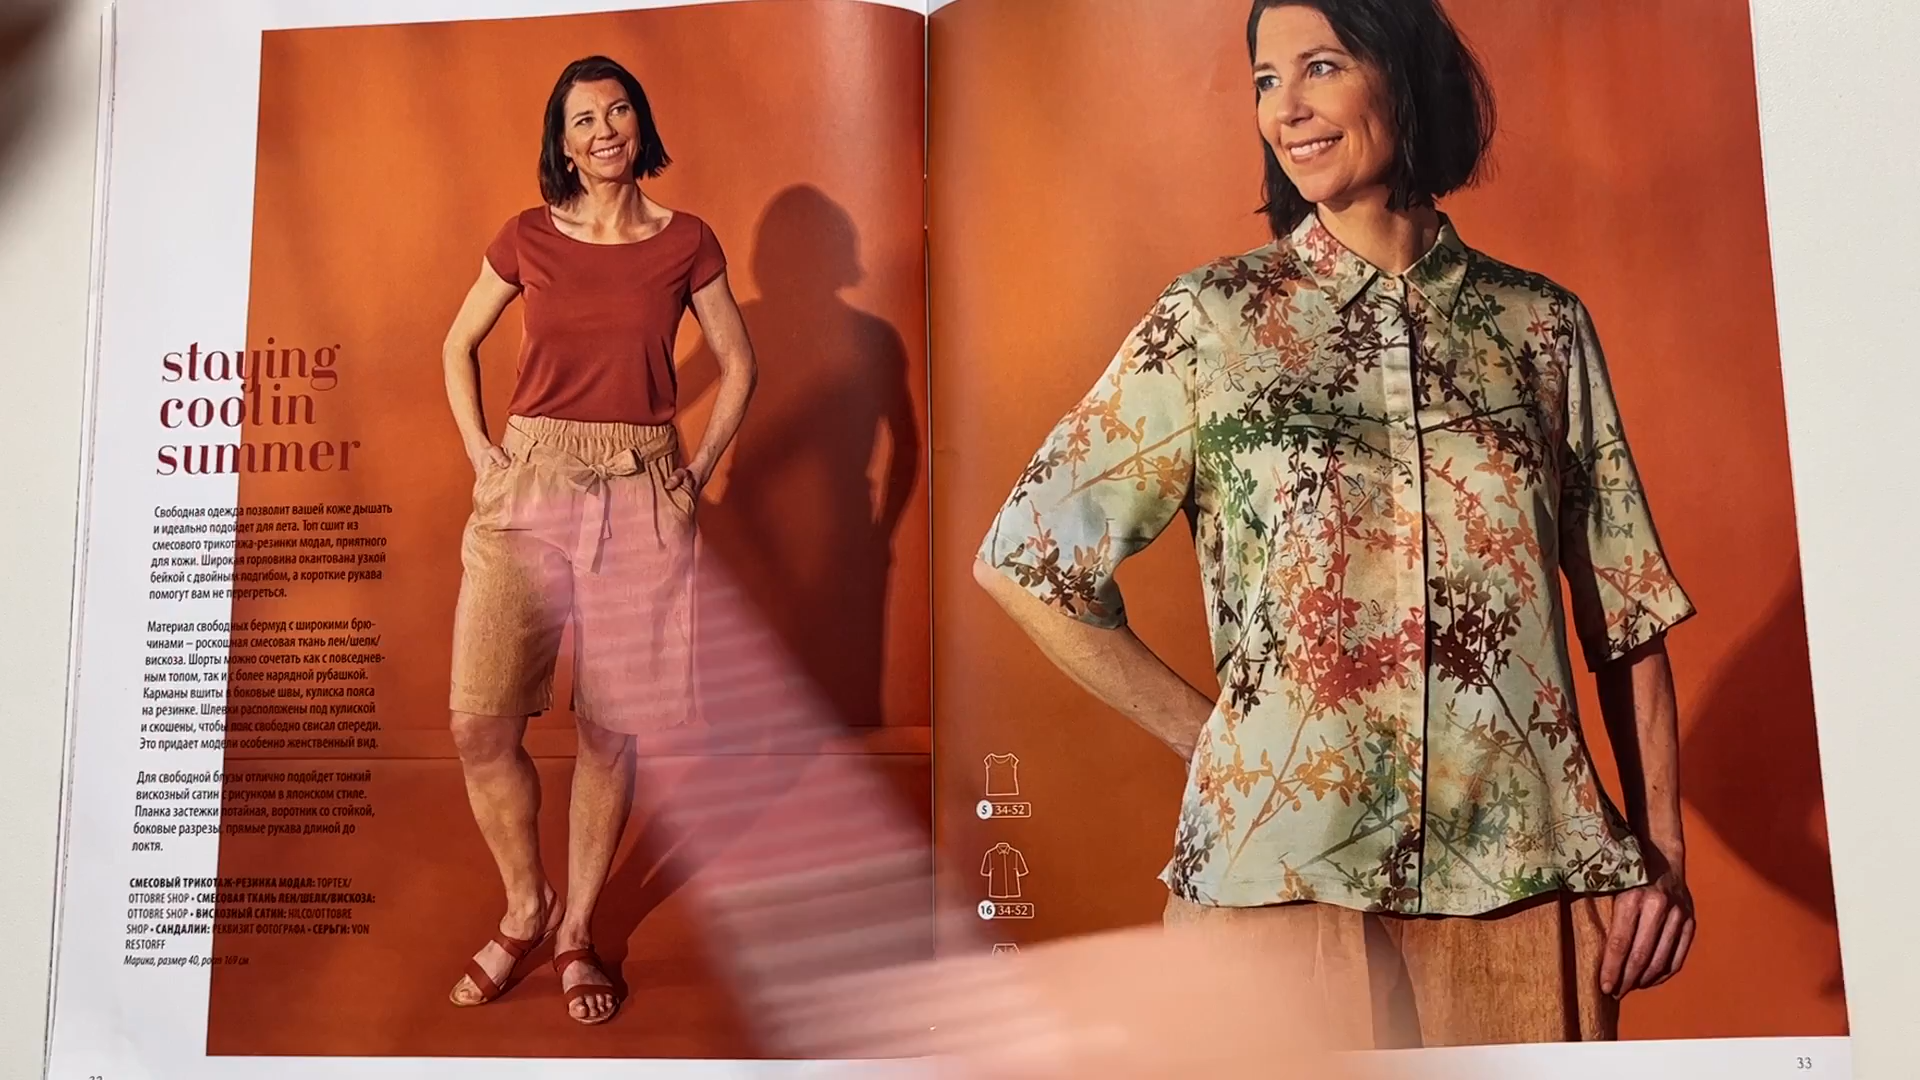 staying
cool in
summer
Свободная одежда позволит вашей коже дышать
и идеально подойдет для лета. Топ сшит из
смесового трикотажа-резинки модал, приятного
для кожи. Широкая горловина окантована узкой
бейкой с двойным подгибом, а короткие рукава
помогут вам не перегреться.
Материал свободных бермуд с широкими брю-
чинами – роскошная смесовая ткань лен/шелк/
вискоза. Шорты можно сочетать как с повседнев-
ным топом, так и с более нарядной рубашкой.
Карманы вшиты в боковые швы, кулиска пояса
на резинке. Шлевки расположены под кулиской
и скошены, чтобы пояс свободно свисал спереди.
Это придает модели особенно женственный вид.
Для свободной блузы отлично подойдет тонкий
вискозный сатин с рисунком в японском стиле.
Планка застежки потайная, воротник со стойкой,
боковые разрезы, прямые рукава длиной до
локтя.
СМЕСОВЫЙ ТРИКОТАЖ-РЕЗИНКА МОДАЛ: TOPTEX/
OTTOBRE SHOP • СМЕСОВАЯ ТКАНЬ ЛЕН/ШЕЛК/ВИСКОЗА:
OTTOBRE SHOP • ВИСКОЗНЫЙ САТИН: HILCO/OTTOBRE
SHOP • САНДАЛИИ: РЕКВИЗИТ ФОТОГРАФА • СЕРЬГИ: VON
RESTORFF
Марика, размер 40, рост 169 см
5 34-52
16 34-52
33